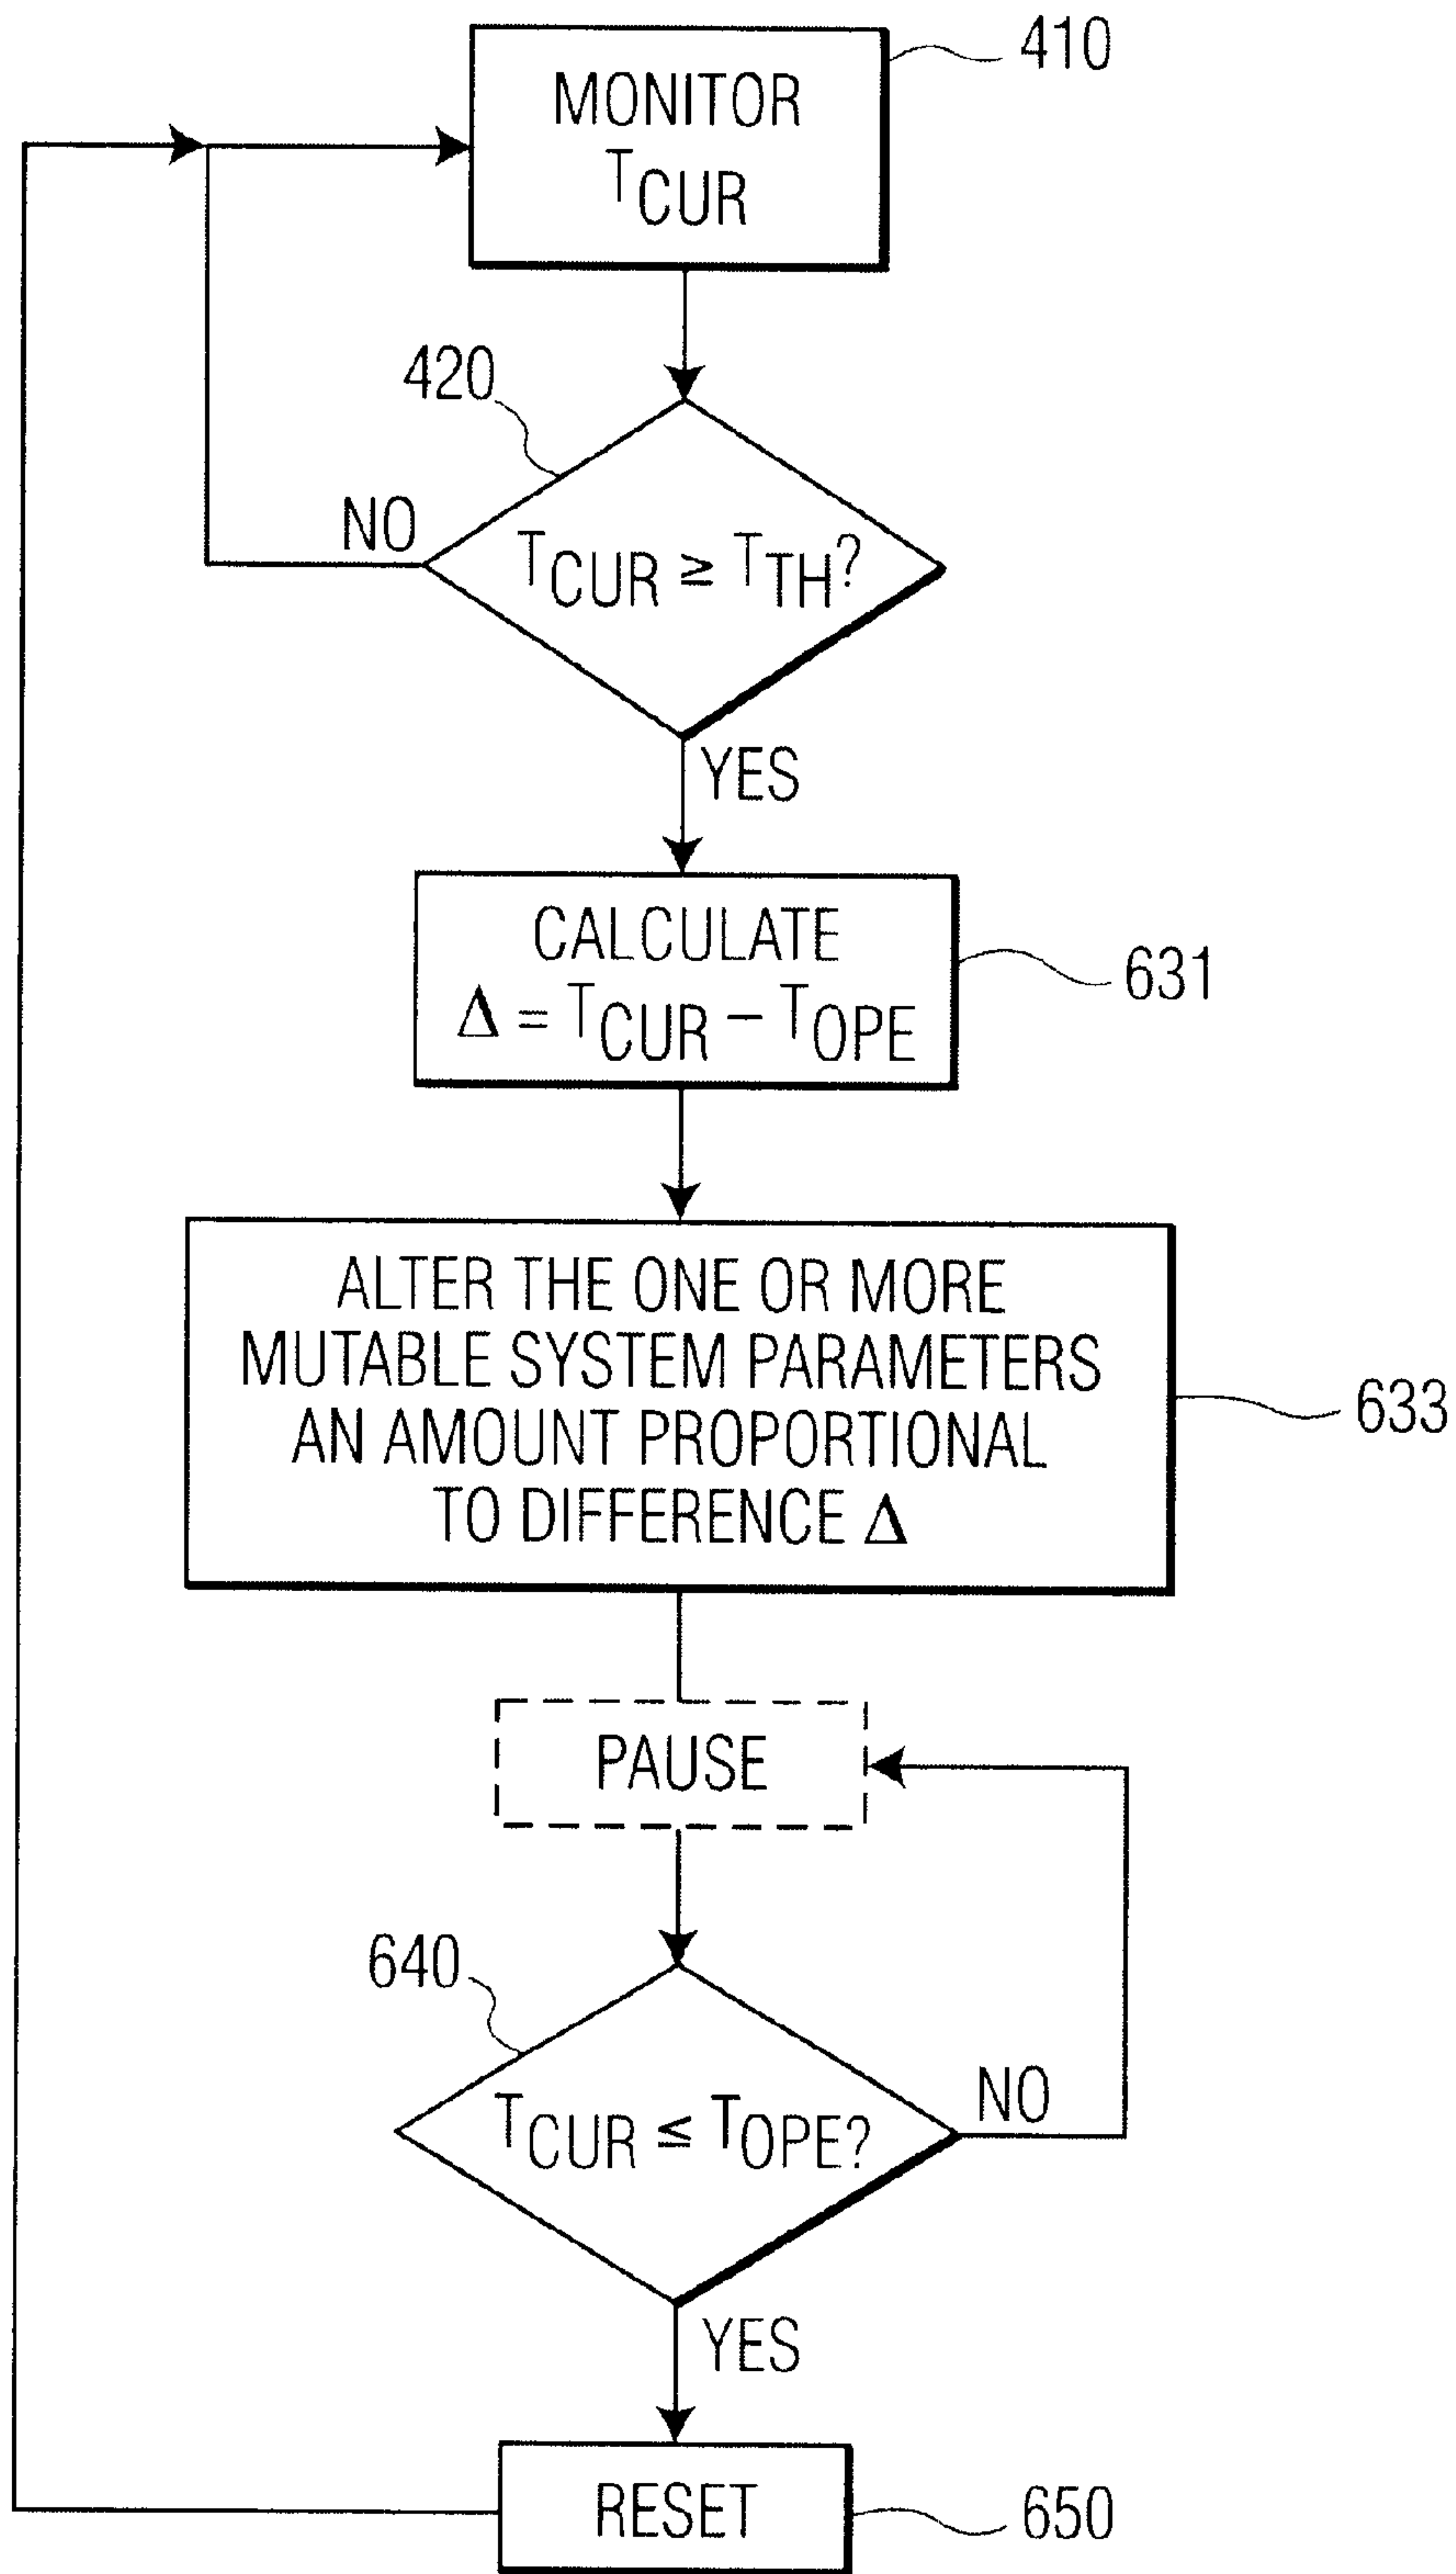 410
MONITOR
TCUR
420
NO
TCUR ≥ TTH?
YES
CALCULATE
Δ = TCUR – TOPE
631
ALTER THE ONE OR MORE
MUTABLE SYSTEM PARAMETERS
AN AMOUNT PROPORTIONAL
TO DIFFERENCE Δ
633
PAUSE
640
TCUR ≤ TOPE?
NO
YES
RESET
650